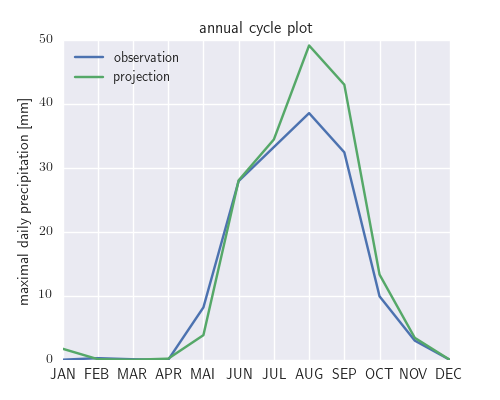 annual cycle plot
observation
projection
maximal daily precipitation [mm]
50
40
30
20
10
0
JAN FEB MAR APR MAI JUN JUL AUG SEP OCT NOV DEC